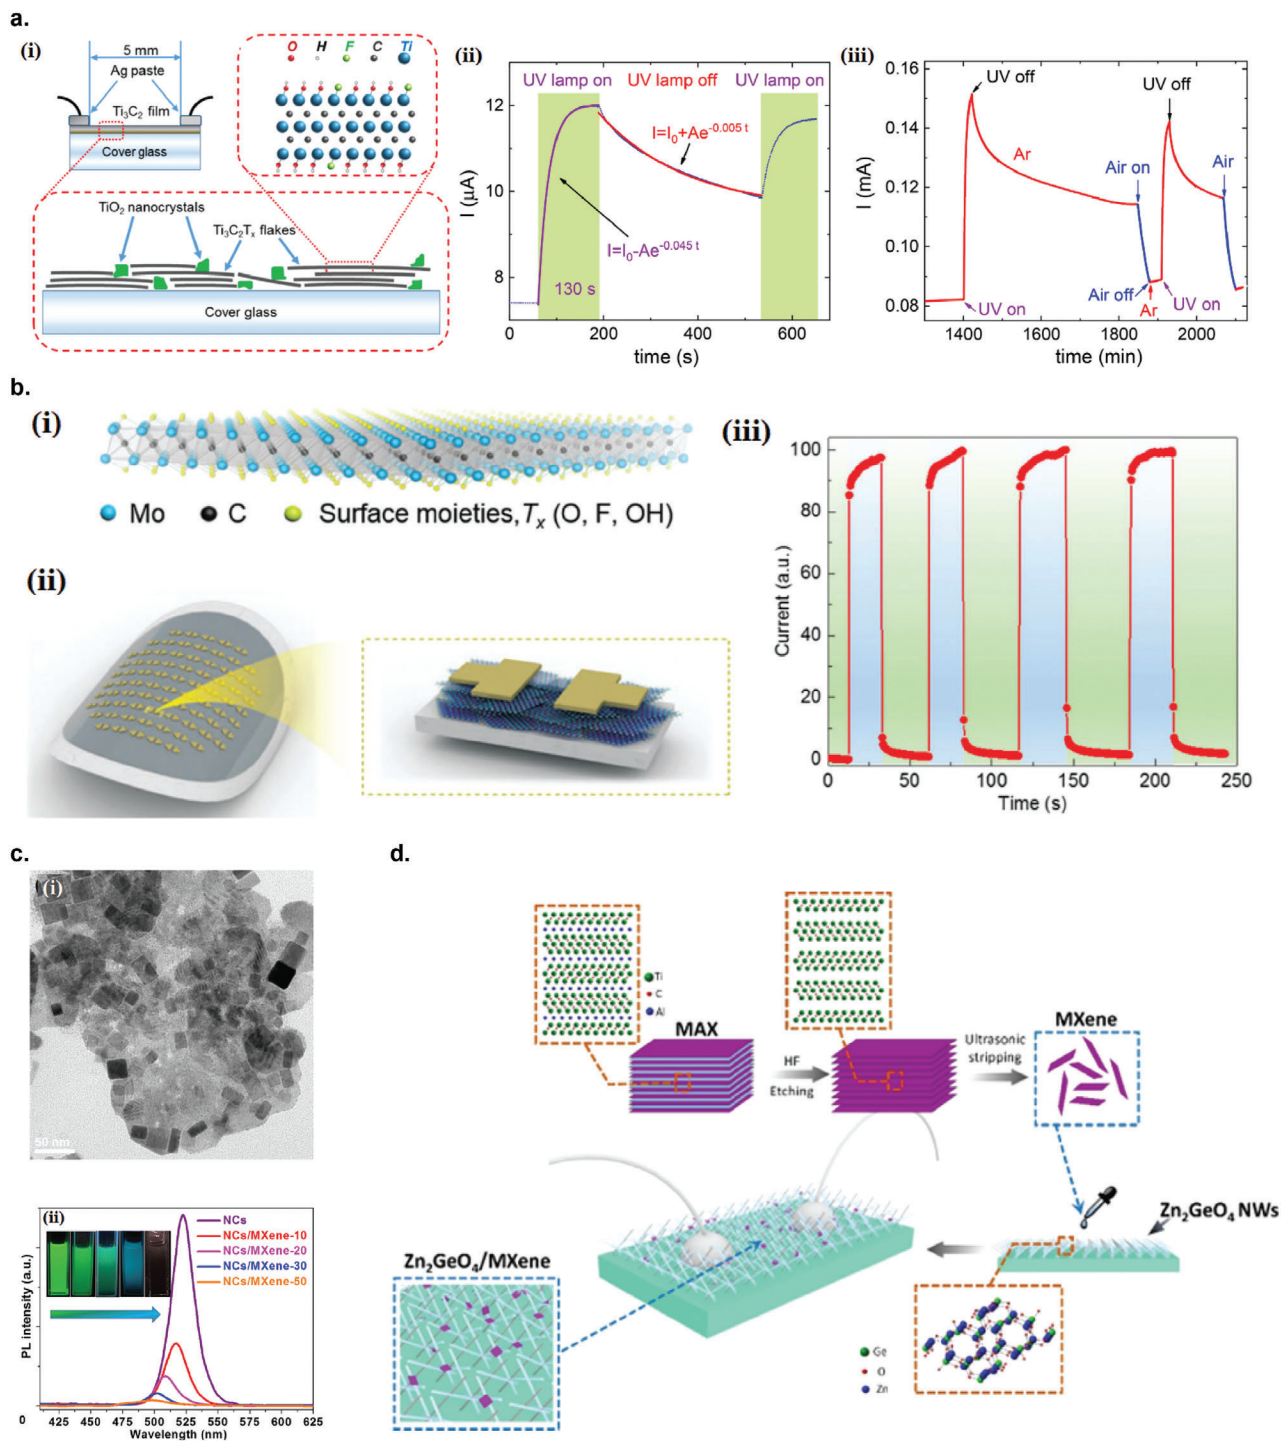 a.
(i)
5 mm
Ag paste
Ti₃C₂ film
Cover glass
O H F C Ti
TiO₂ nanocrystals
Ti₃C₂Tₓ flakes
Cover glass
(ii)
UV lamp on
UV lamp off
UV lamp on
I=I₀+Ae^-0.005 t
I=I₀-Ae^-0.045 t
130 s
I (μA)
12
10
8
0 200 400 600
time (s)
(iii)
UV off
UV off
Ar
Air on
Air
Air off
Ar
UV on
UV on
I (mA)
0.16
0.14
0.12
0.10
0.08
1400 1600 1800 2000
time (min)
b.
(i)
Mo
C
Surface moieties, Tₓ (O, F, OH)
(ii)
(iii)
Current (a.u.)
100
80
60
40
20
0
0 50 100 150 200 250
Time (s)
c.
(i)
50 nm
(ii)
NCs
NCs/MXene-10
NCs/MXene-20
NCs/MXene-30
NCs/MXene-50
PL intensity (a.u.)
0
425 450 475 500 525 550 575 600 625
Wavelength (nm)
d.
Ti
C
Al
MAX
HF
Etching
Ultrasonic
stripping
MXene
Zn₂GeO₄ NWs
Zn₂GeO₄/MXene
Ge
O
Zn